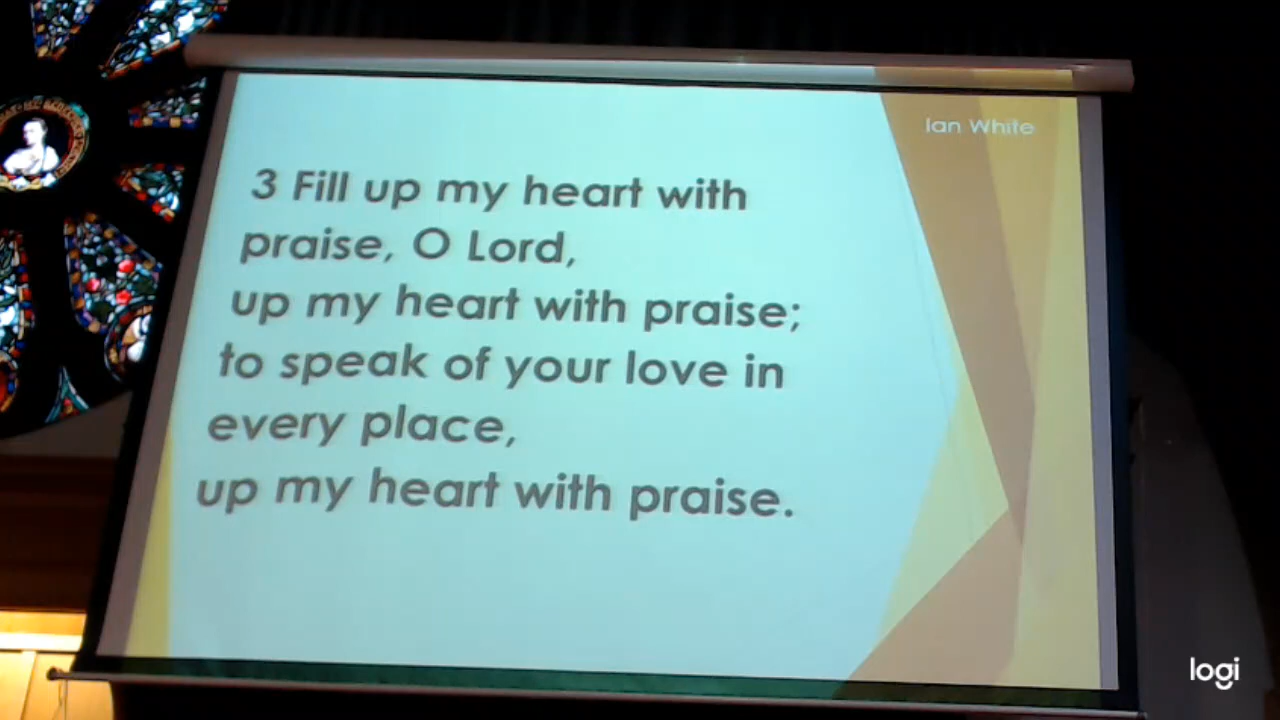 Ian White
3 Fill up my heart with
praise, O Lord,
up my heart with praise;
to speak of your love in
every place,
up my heart with praise.
logi